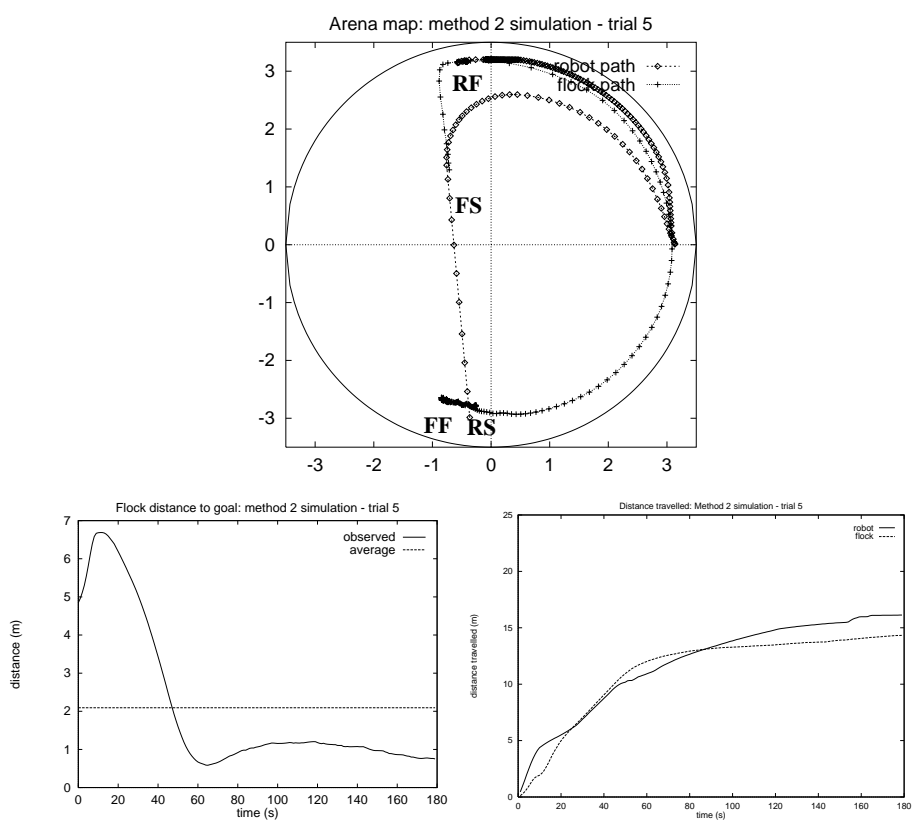 Arena map: method 2 simulation - trial 5
robot path
flock path
RF
FS
FF RS
3
2
1
0
-1
-2
-3
-3 -2 -1 0 1 2 3
Flock distance to goal: method 2 simulation - trial 5
observed
average
distance (m)
7
6
5
4
3
2
1
0
0 20 40 60 80 100 120 140 160 180
time (s)
Distance travelled: Method 2 simulation - trial 5
robot
flock
distance travelled (m)
25
20
15
10
5
0
0 20 40 60 80 100 120 140 160 180
time (s)